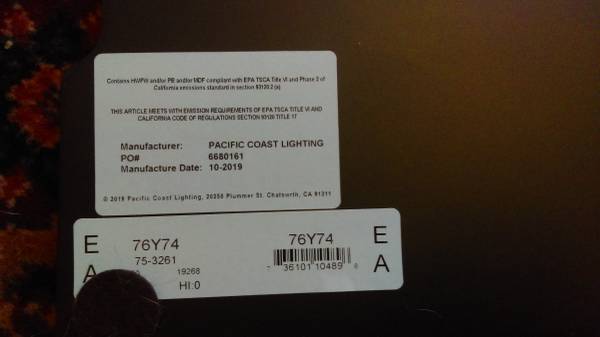 Contains HWPW and/or PB and/or MDF compliant with EPA TSCA Title VI and Phase 2 of
California emissions standard in section 93120.2 (a)
THIS ARTICLE MEETS WITH EMISSION REQUIREMENTS OF EPA TSCA TITLE VI AND
CALIFORNIA CODE OF REGULATIONS SECTION 93120 TITLE 17
Manufacturer: PACIFIC COAST LIGHTING
PO# 6680161
Manufacture Date: 10-2019
© 2019 Pacific Coast Lighting, 20250 Plummer St. Chatsworth, CA 91311
E 76Y74 76Y74 E
75-3261
A 19268 7 36101 10489 A
HI:0